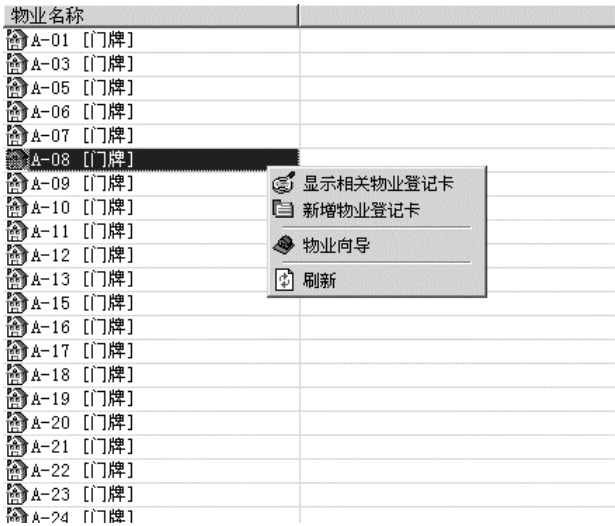 物业名称
A-01 [门牌]
A-03 [门牌]
A-05 [门牌]
A-06 [门牌]
A-07 [门牌]
A-08 [门牌]
A-09 [门牌]
显示相关物业登记卡
A-10 [门牌]
新增物业登记卡
A-11 [门牌]
A-12 [门牌]
物业向导
A-13 [门牌]
刷新
A-15 [门牌]
A-16 [门牌]
A-17 [门牌]
A-18 [门牌]
A-19 [门牌]
A-20 [门牌]
A-21 [门牌]
A-22 [门牌]
A-23 [门牌]
A-24 [门牌]